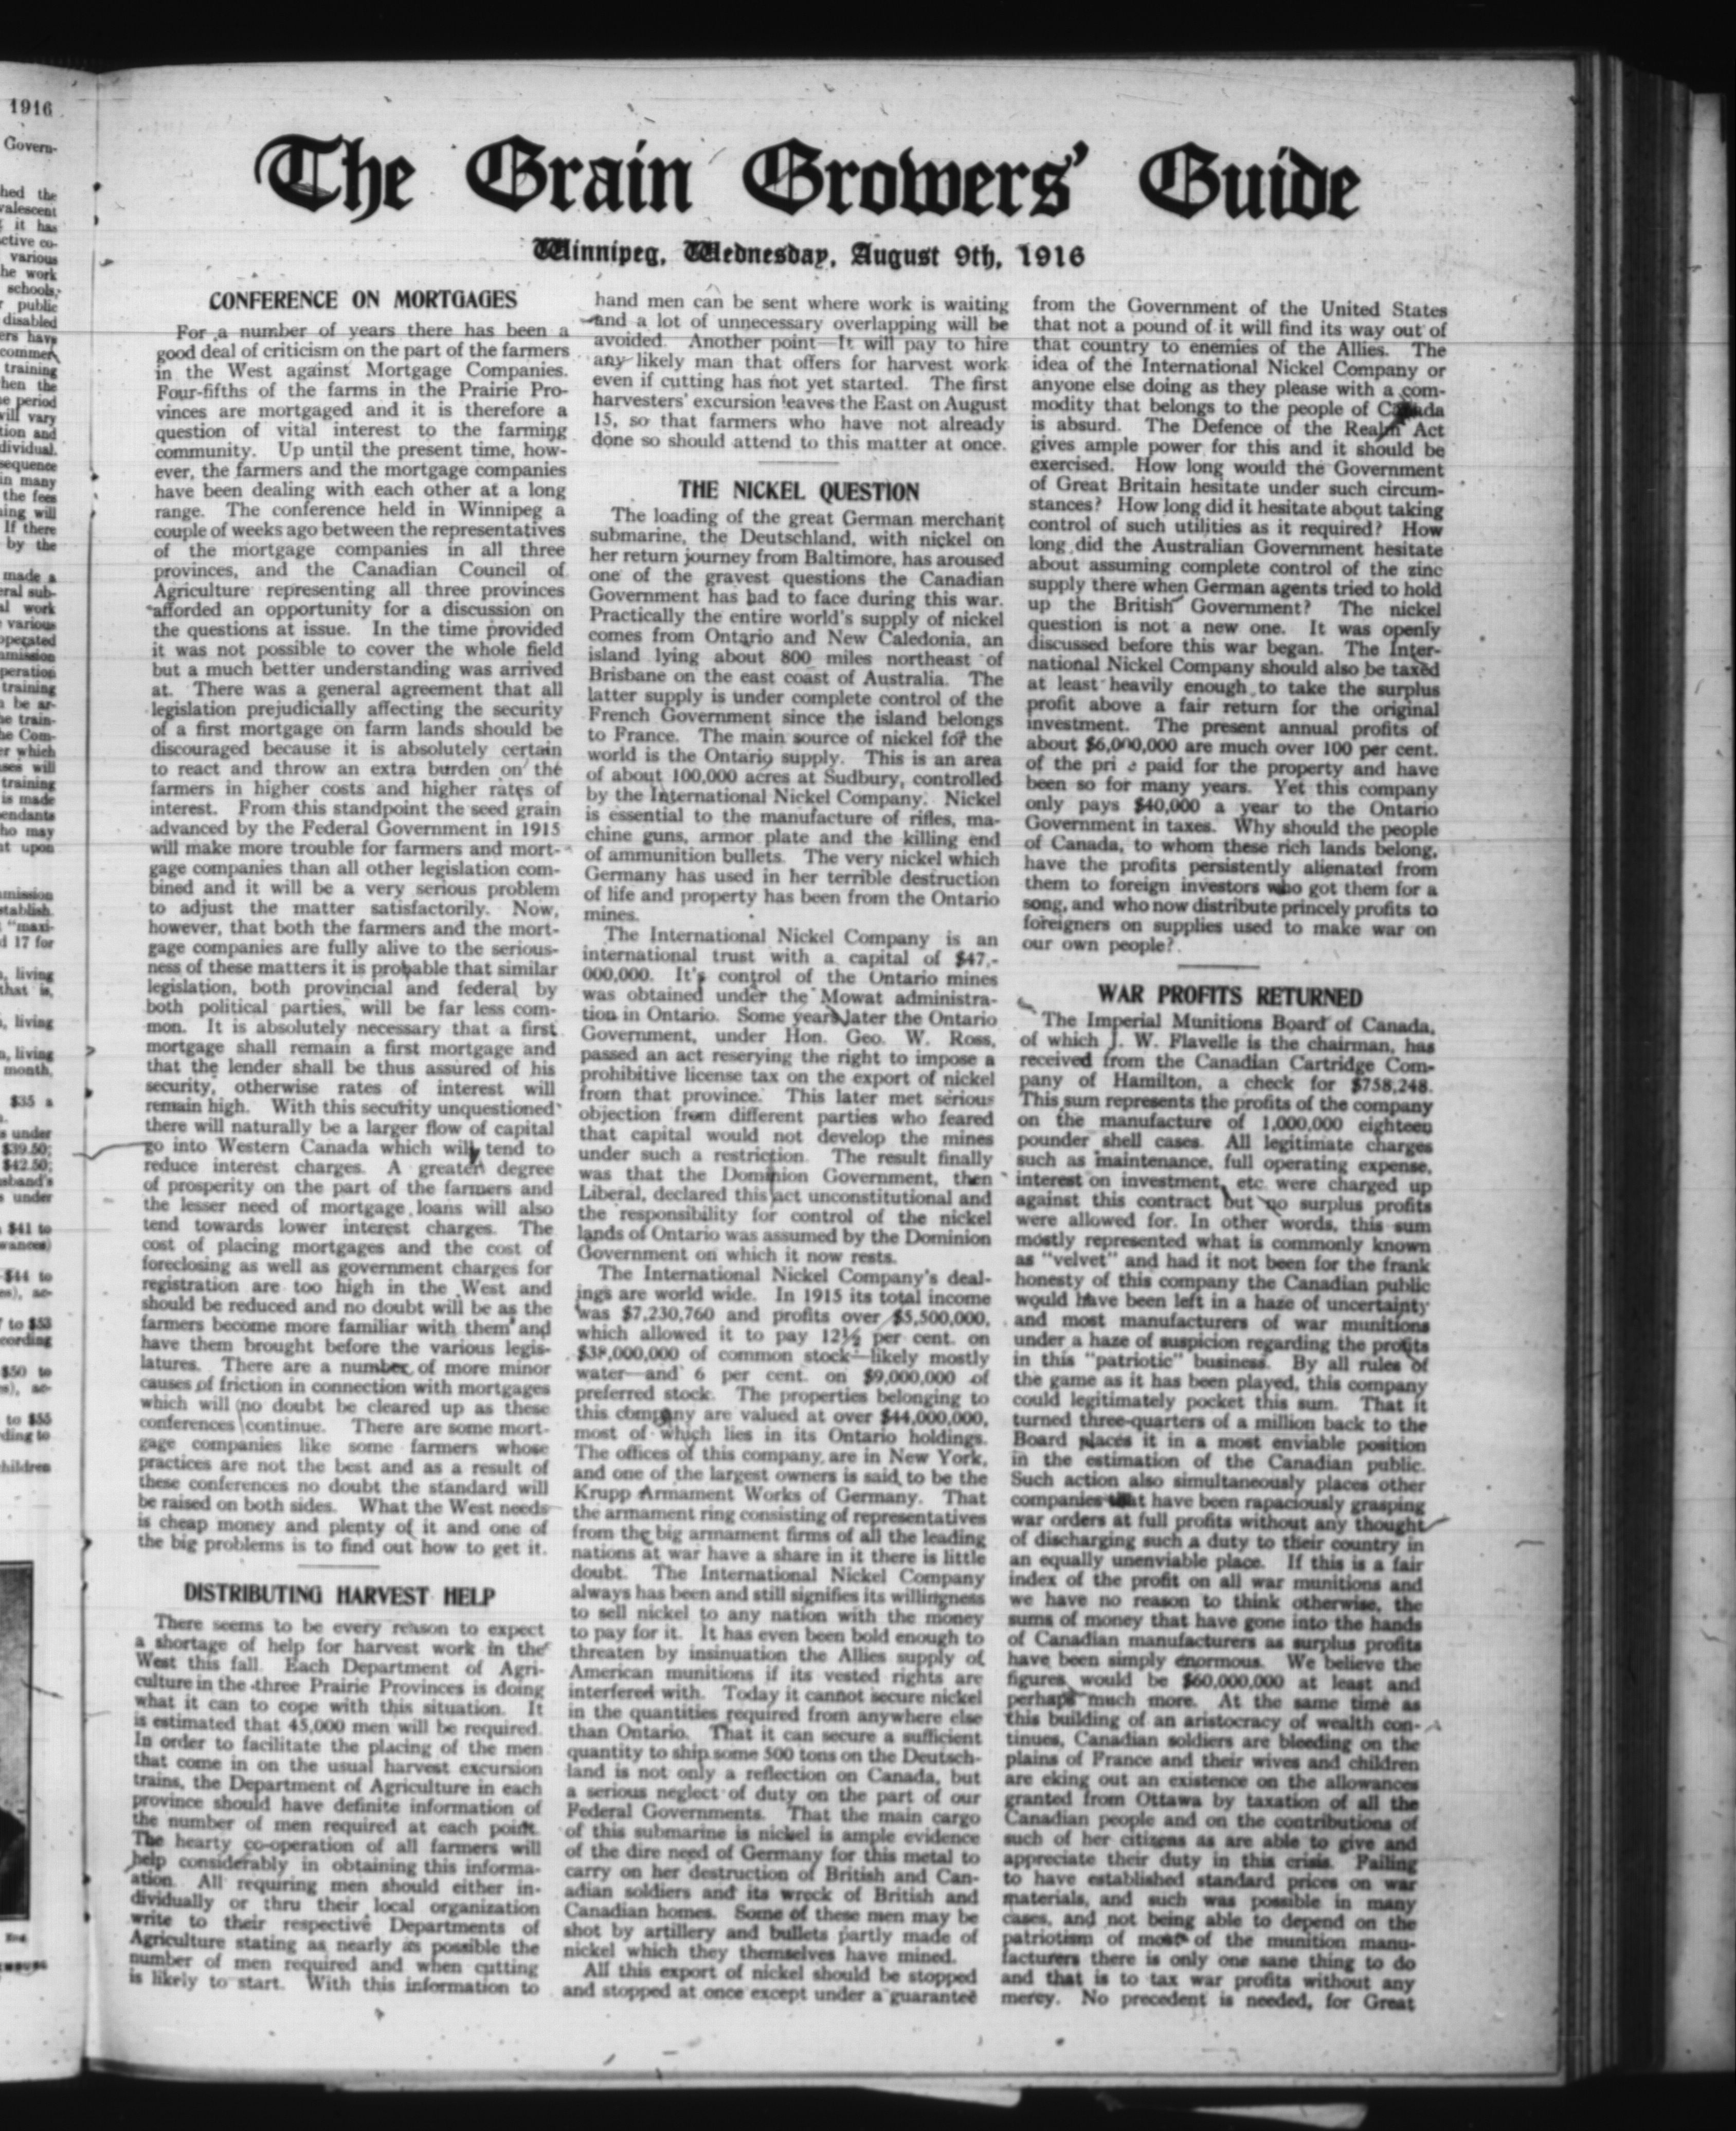 The Grain Growers' Guide
Winnipeg, Wednesday, August 9th, 1916
CONFERENCE ON MORTGAGES
For a number of years there has been a
good deal of criticism on the part of the farmers
in the West against Mortgage Companies.
Four-fifths of the farms in the Prairie Pro-
vinces are mortgaged and it is therefore a
question of vital interest to the farming
community. Up until the present time, how-
ever, the farmers and the mortgage companies
have been dealing with each other at a long
range. The conference held in Winnipeg a
couple of weeks ago between the representatives
of the mortgage companies in all three
provinces, and the Canadian Council of
Agriculture representing all three provinces
afforded an opportunity for a discussion on
the questions at issue. In the time provided
it was not possible to cover the whole field
but a much better understanding was arrived
at. There was a general agreement that all
legislation prejudicially affecting the security
of a first mortgage on farm lands should be
discouraged because it is absolutely certain
to react and throw an extra burden on the
farmers in higher costs and higher rates of
interest. From this standpoint the seed grain
advanced by the Federal Government in 1915
will make more trouble for farmers and mort-
gage companies than all other legislation com-
bined and it will be a very serious problem
to adjust the matter satisfactorily. Now,
however, that both the farmers and the mort-
gage companies are fully alive to the serious-
ness of these matters it is probable that similar
legislation, both provincial and federal by
both political parties, will be far less com-
mon. It is absolutely necessary that a first
mortgage shall remain a first mortgage and
that the lender shall be thus assured of his
security, otherwise rates of interest will
remain high. With this security unquestioned
there will naturally be a larger flow of capital
go into Western Canada which will tend to
reduce interest charges. A greater degree
of prosperity on the part of the farmers and
the lesser need of mortgage loans will also
tend towards lower interest charges. The
cost of placing mortgages and the cost of
foreclosing as well as government charges for
registration are too high in the West and
should be reduced and no doubt will be as the
farmers become more familiar with them and
have them brought before the various legis-
latures. There are a number of more minor
causes of friction in connection with mortgages
which will no doubt be cleared up as these
conferences continue. There are some mort-
gage companies like some farmers whose
practices are not the best and as a result of
these conferences no doubt the standard will
be raised on both sides. What the West needs
is cheap money and plenty of it and one of
the big problems is to find out how to get it.
DISTRIBUTING HARVEST HELP
There seems to be every reason to expect
a shortage of help for harvest work in the
West this fall. Each Department of Agri-
culture in the three Prairie Provinces is doing
what it can to cope with this situation. It
is estimated that 45,000 men will be required.
In order to facilitate the placing of the men
that come in on the usual harvest excursion
trains, the Department of Agriculture in each
province should have definite information of
the number of men required at each point.
The hearty co-operation of all farmers will
help considerably in obtaining this informa-
ation. All requiring men should either in-
dividually or thru their local organization
write to their respective Departments of
Agriculture stating as nearly as possible the
number of men required and when cutting
is likely to start. With this information to
hand men can be sent where work is waiting
and a lot of unnecessary overlapping will be
avoided. Another point—It will pay to hire
any likely man that offers for harvest work
even if cutting has not yet started. The first
harvesters' excursion leaves the East on August
15, so that farmers who have not already
done so should attend to this matter at once.
THE NICKEL QUESTION
The loading of the great German merchant
submarine, the Deutschland, with nickel on
her return journey from Baltimore, has aroused
one of the gravest questions the Canadian
Government has had to face during this war.
Practically the entire world's supply of nickel
comes from Ontario and New Caledonia, an
island lying about 800 miles northeast of
Brisbane on the east coast of Australia. The
latter supply is under complete control of the
French Government since the island belongs
to France. The main source of nickel for the
world is the Ontario supply. This is an area
of about 100,000 acres at Sudbury, controlled
by the International Nickel Company. Nickel
is essential to the manufacture of rifles, ma-
chine guns, armor plate and the killing end
of ammunition bullets. The very nickel which
Germany has used in her terrible destruction
of life and property has been from the Ontario
mines.
The International Nickel Company is an
international trust with a capital of $47,-
000,000. It's control of the Ontario mines
was obtained under the Mowat administra-
tion in Ontario. Some years later the Ontario
Government, under Hon. Geo. W. Ross,
passed an act reserving the right to impose a
prohibitive license tax on the export of nickel
from that province. This later met serious
objection from different parties who feared
that capital would not develop the mines
under such a restriction. The result finally
was that the Dominion Government, then
Liberal, declared this act unconstitutional and
the responsibility for control of the nickel
lands of Ontario was assumed by the Dominion
Government on which it now rests.
The International Nickel Company's deal-
ings are world wide. In 1915 its total income
was $7,230,760 and profits over $5,500,000,
which allowed it to pay 12½ per cent. on
$38,000,000 of common stock—likely mostly
water—and 6 per cent. on $9,000,000 of
preferred stock. The properties belonging to
this company are valued at over $44,000,000,
most of which lies in its Ontario holdings.
The offices of this company are in New York,
and one of the largest owners is said to be the
Krupp Armament Works of Germany. That
the armament ring consisting of representatives
from the big armament firms of all the leading
nations at war have a share in it there is little
doubt. The International Nickel Company
always has been and still signifies its willingness
to sell nickel to any nation with the money
to pay for it. It has even been bold enough to
threaten by insinuation the Allies supply of
American munitions if its vested rights are
interfered with. Today it cannot secure nickel
in the quantities required from anywhere else
than Ontario. That it can secure a sufficient
quantity to ship some 500 tons on the Deutsch-
land is not only a reflection on Canada, but
a serious neglect of duty on the part of our
Federal Governments. That the main cargo
of this submarine is nickel is ample evidence
of the dire need of Germany for this metal to
carry on her destruction of British and Can-
adian soldiers and its wreck of British and
Canadian homes. Some of these men may be
shot by artillery and bullets partly made of
nickel which they themselves have mined.
All this export of nickel should be stopped
and stopped at once except under a guarantee
from the Government of the United States
that not a pound of it will find its way out of
that country to enemies of the Allies. The
idea of the International Nickel Company or
anyone else doing as they please with a com-
modity that belongs to the people of Canada
is absurd. The Defence of the Realm Act
gives ample power for this and it should be
exercised. How long would the Government
of Great Britain hesitate under such circum-
stances? How long did it hesitate about taking
control of such utilities as it required? How
long did the Australian Government hesitate
about assuming complete control of the zinc
supply there when German agents tried to hold
up the British Government? The nickel
question is not a new one. It was openly
discussed before this war began. The Inter-
national Nickel Company should also be taxed
at least heavily enough to take the surplus
profit above a fair return for the original
investment. The present annual profits of
about $6,000,000 are much over 100 per cent.
of the pri e paid for the property and have
been so for many years. Yet this company
only pays $40,000 a year to the Ontario
Government in taxes. Why should the people
of Canada, to whom these rich lands belong,
have the profits persistently alienated from
them to foreign investors who got them for a
song, and who now distribute princely profits to
foreigners on supplies used to make war on
our own people?
WAR PROFITS RETURNED
The Imperial Munitions Board of Canada,
of which J. W. Flavelle is the chairman, has
received from the Canadian Cartridge Com-
pany of Hamilton, a check for $758,248.
This sum represents the profits of the company
on the manufacture of 1,000,000 eighteen
pounder shell cases. All legitimate charges
such as maintenance, full operating expense,
interest on investment, etc. were charged up
against this contract but no surplus profits
were allowed for. In other words, this sum
mostly represented what is commonly known
as "velvet" and had it not been for the frank
honesty of this company the Canadian public
would have been left in a haze of uncertainty
and most manufacturers of war munitions
under a haze of suspicion regarding the profits
in this "patriotic" business. By all rules of
the game as it has been played, this company
could legitimately pocket this sum. That it
turned three-quarters of a million back to the
Board places it in a most enviable position
in the estimation of the Canadian public.
Such action also simultaneously places other
companies that have been rapaciously grasping
war orders at full profits without any thought
of discharging such a duty to their country in
an equally unenviable place. If this is a fair
index of the profit on all war munitions and
we have no reason to think otherwise, the
sums of money that have gone into the hands
of Canadian manufacturers as surplus profits
have been simply enormous. We believe the
figures would be $60,000,000 at least and
perhaps much more. At the same time as
this building of an aristocracy of wealth con-
tinues, Canadian soldiers are bleeding on the
plains of France and their wives and children
are eking out an existence on the allowances
granted from Ottawa by taxation of all the
Canadian people and on the contributions of
such of her citizens as are able to give and
appreciate their duty in this crisis. Failing
to have established standard prices on war
materials, and such was possible in many
cases, and not being able to depend on the
patriotism of most of the munition manu-
facturers there is only one sane thing to do
and that is to tax war profits without any
mercy. No precedent is needed, for Great